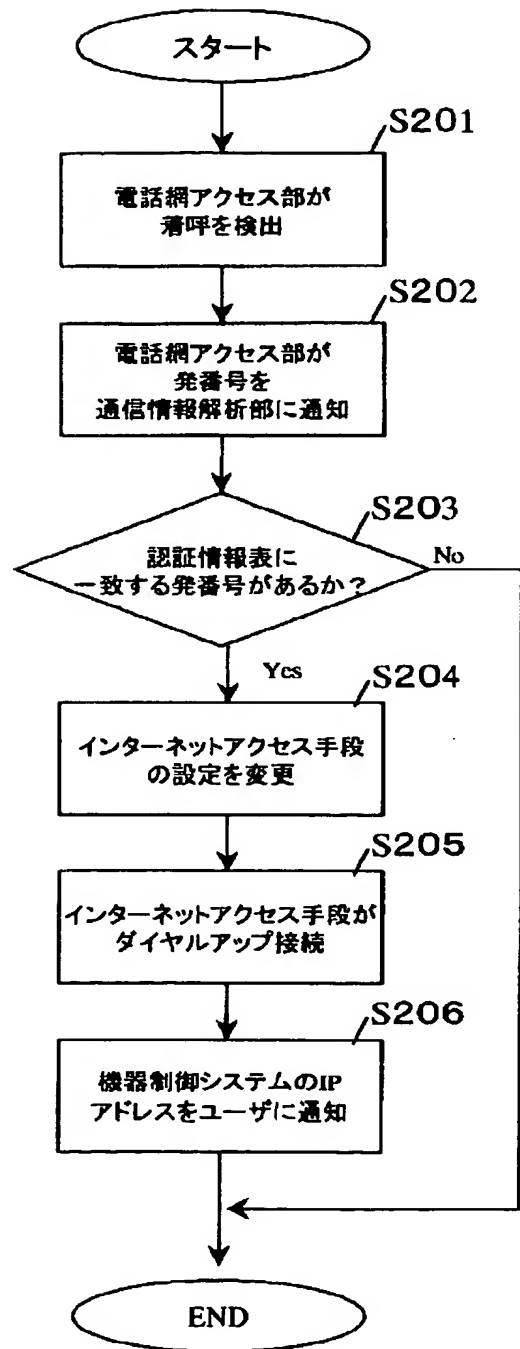 スタート
S201
電話網アクセス部が
着呼を検出
S202
電話網アクセス部が
発番号を
通信情報解析部に通知
S203
認証情報表に
一致する発番号があるか？
No
Yes
S204
インターネットアクセス手段
の設定を変更
S205
インターネットアクセス手段が
ダイヤルアップ接続
S206
機器制御システムのIP
アドレスをユーザに通知
END